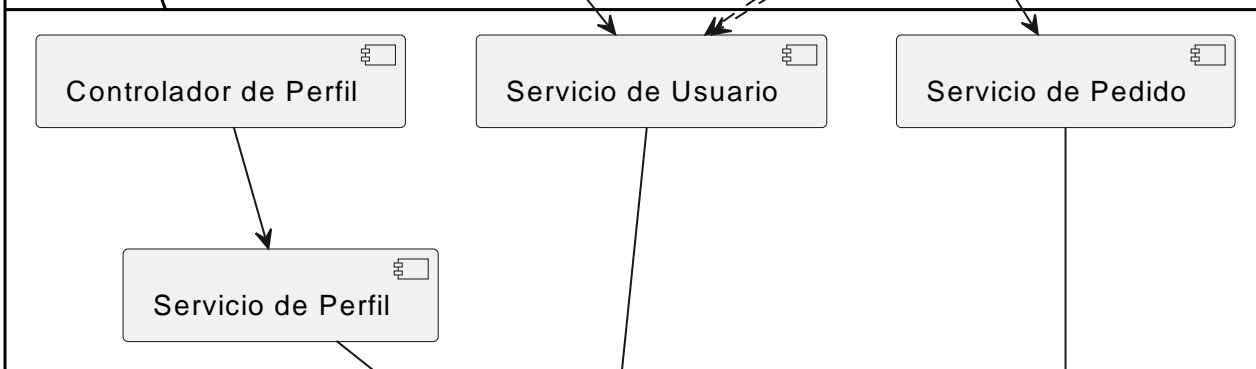 Controlador de Perfil
Servicio de Usuario
Servicio de Pedido
Servicio de Perfil